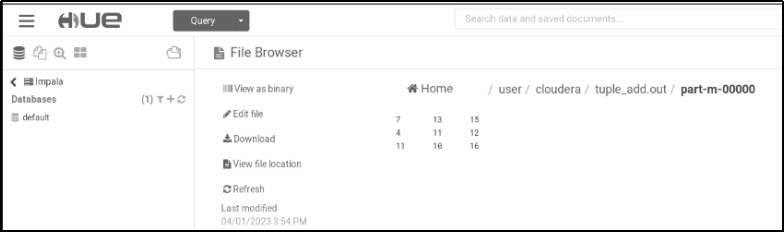 HUE
Query
Search data and saved documents...
File Browser
Impala
Databases (1)
default
View as binary
Edit file
Download
View file location
Refresh
Last modified
04/01/2023 3:54 PM
Home / user / cloudera / tuple_add.out / part-m-00000
7 13 15
4 11 12
11 10 16